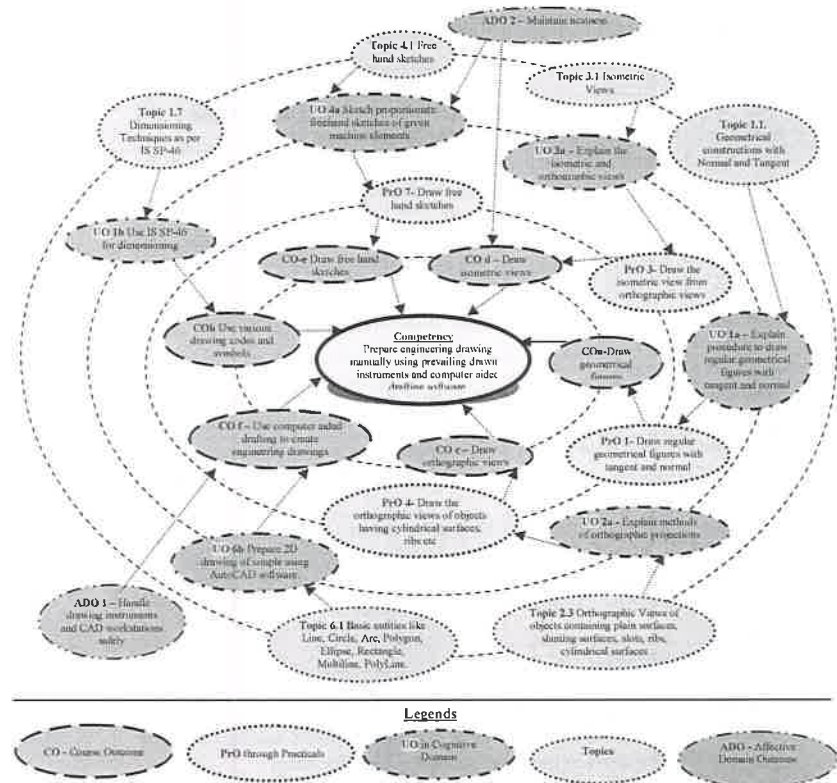 ADO 2 – Maintain neatness
Topic 4.1 Free
hand sketches
Topic 3.1 Isometric
Views
Topic 1.7
Dimensioning
Techniques as per
IS SP-46
UO 4a Sketch proportionate
freehand sketches of given
machine elements
Topic 1.1.
Geometrical
constructions with
Normal and Tangent
UO 3a – Explain the
isometric and
orthographic views
PrO 7- Draw free
hand sketches
UO 1b Use IS SP-46
for dimensioning
CO-e Draw free hand
sketches
CO d – Draw
isometric views
PrO 3- Draw the
isometric view from
orthographic views
COb Use various
drawing codes and
symbols
Competency
Prepare engineering drawing
manually using prevailing drawn
instruments and computer aided
drafting software
COa-Draw
geometrical
figures
UO 1a – Explain
procedure to draw
regular geometrical
figures with
tangent and normal
CO f – Use computer aided
drafting to create
engineering drawings
CO c – Draw
orthographic views
PrO 1- Draw regular
geometrical figures with
tangent and normal
PrO 4- Draw the
orthographic views of objects
having cylindrical surfaces,
ribs etc
UO 2a - Explain methods
of orthographic projections
UO 6b Prepare 2D
drawing of simple using
AutoCAD software.
ADO 1 – Handle
drawing instruments
and CAD workstations
safely
Topic 6.1 Basic entities like
Line, Circle, Arc, Polygon,
Ellipse, Rectangle,
Multiline, PolyLine.
Topic 2.3 Orthographic Views of
objects containing plain surfaces,
slanting surfaces, slots, ribs,
cylindrical surfaces
Legends
CO - Course Outcome
PrO through Practicals
UO in Cognitive
Domain
Topics
ADO - Affective
Domain Outcome